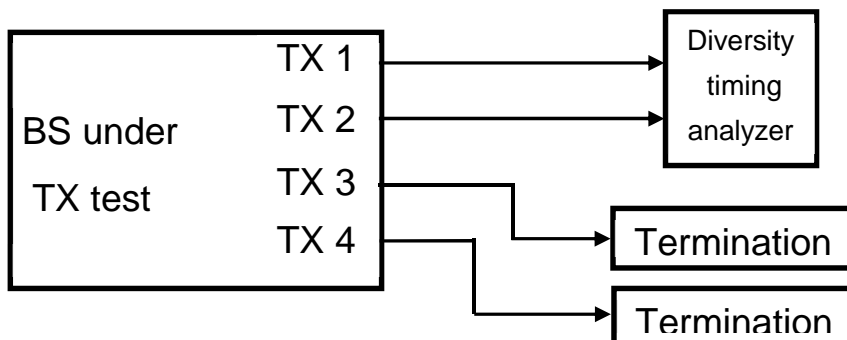 TX 1
TX 2
BS under
TX test
TX 3
TX 4
Diversity
timing
analyzer
Termination
Termination